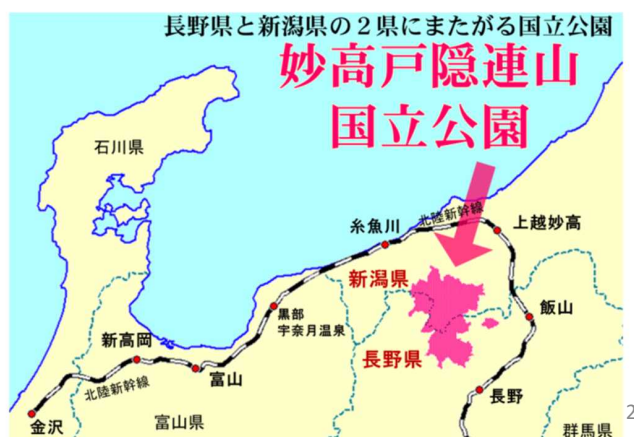 長野県と新潟県の２県にまたがる国立公園
妙高戸隠連山
国立公園
石川県
糸魚川
北陸新幹線
上越妙高
新潟県
黒部
宇奈月温泉
飯山
新高岡
長野県
北陸新幹線
富山
長野
金沢
富山県
群馬県
2